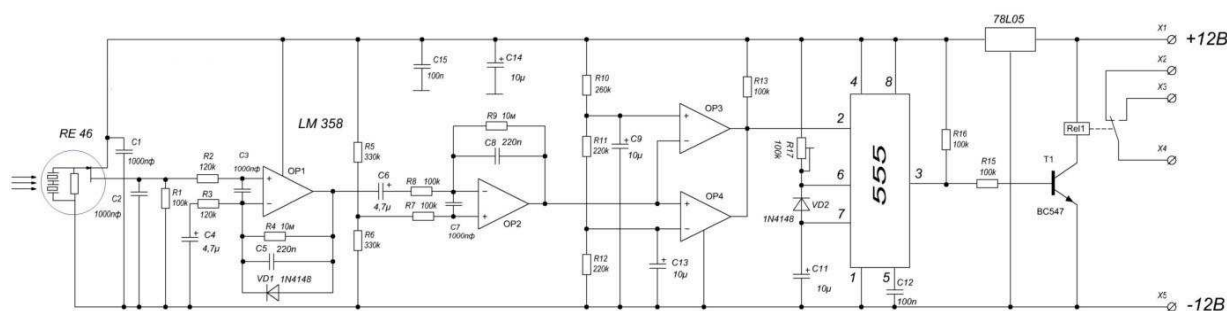 78L05
X1
+12В
X2
X3
X4
X5
-12В
RE 46
C1
1000пф
C2
1000пф
R1
100k
R2
120k
R3
120k
C3
1000пф
C4
4,7µ
OP1
LM 358
R4 10м
C5 220n
VD1 1N4148
R5
330k
R6
330k
C6
4,7µ
C15
100n
C14
10µ
R9 10м
C8 220n
R8 100k
R7 100k
C7
1000пф
OP2
R10
260k
R11
220k
R12
220k
C9
10µ
C13
10µ
OP3
OP4
R13
100k
R17
100k
VD2
1N4148
C11
10µ
4
8
2
6
7
3
1
5
555
C12
100n
R16
100k
R15
100k
Rel1
T1
BC547